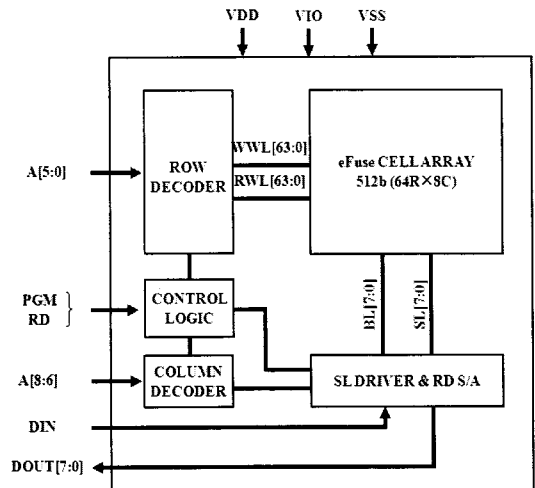 VDD VIO VSS
WWL[63:0]
RWL[63:0]
A[5:0]
ROW
DECODER
eFuse CELLARRAY
512b (64R×8C)
BL[7:0]
SL[7:0]
PGM
RD
CONTROL
LOGIC
A[8:6]
COLUMN
DECODER
SL DRIVER & RD S/A
DIN
DOUT[7:0]